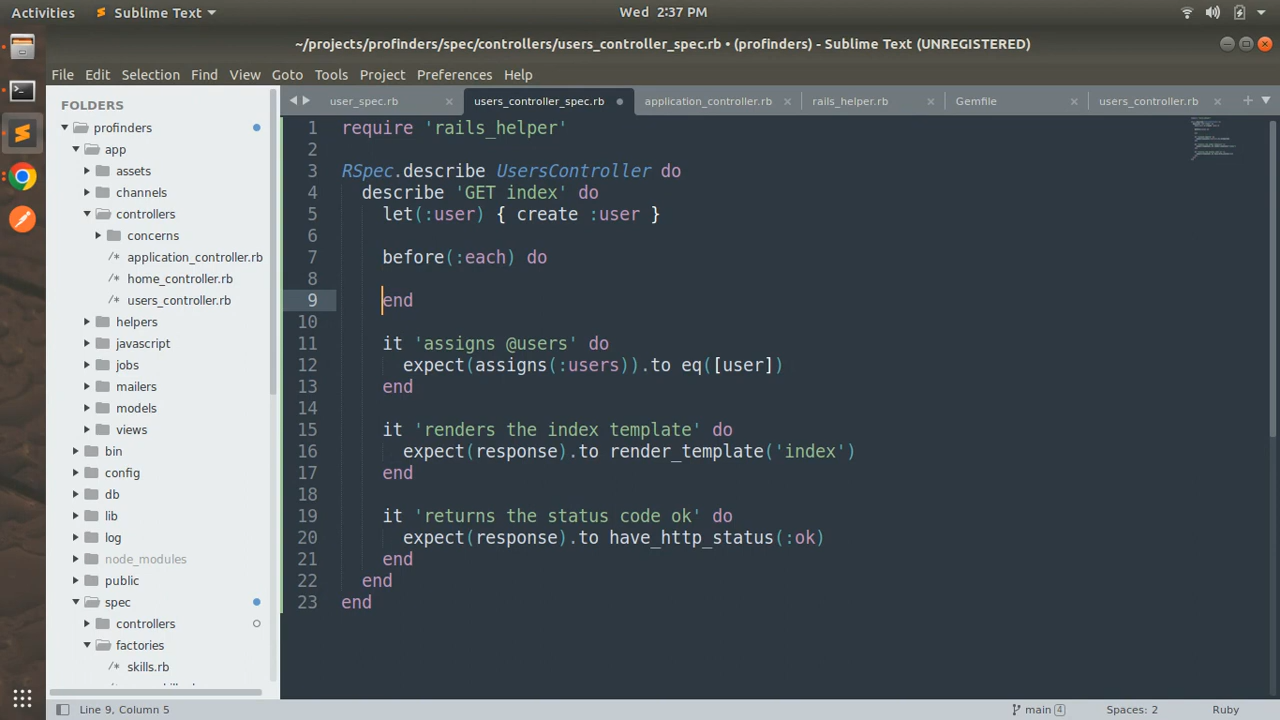 Activities Sublime Text Wed 2:37 PM
~/projects/profinders/spec/controllers/users_controller_spec.rb • (profinders) - Sublime Text (UNREGISTERED)
File Edit Selection Find View Goto Tools Project Preferences Help
FOLDERS
profinders
app
assets
channels
controllers
concerns
/* application_controller.rb
/* home_controller.rb
/* users_controller.rb
helpers
javascript
jobs
mailers
models
views
bin
config
db
lib
log
node_modules
public
spec
controllers
factories
/* skills.rb
user_spec.rb × users_controller_spec.rb application_controller.rb × rails_helper.rb × Gemfile × users_controller.rb ×
1 require 'rails_helper'
2
3 RSpec.describe UsersController do
4 describe 'GET index' do
5 let(:user) { create :user }
6
7 before(:each) do
8
9 end
10
11 it 'assigns @users' do
12 expect(assigns(:users)).to eq([user])
13 end
14
15 it 'renders the index template' do
16 expect(response).to render_template('index')
17 end
18
19 it 'returns the status code ok' do
20 expect(response).to have_http_status(:ok)
21 end
22 end
23 end
Line 9, Column 5 main 4 Spaces: 2 Ruby